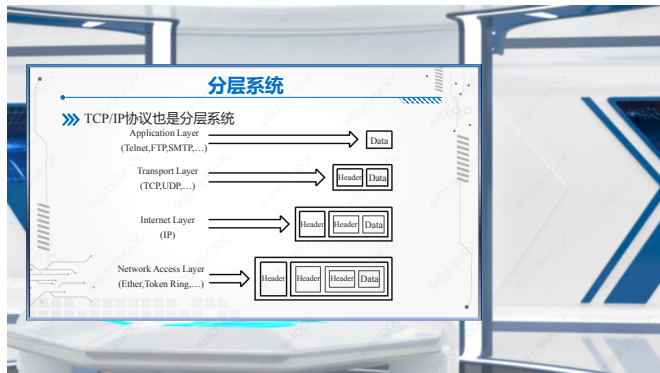 分层系统
TCP/IP协议也是分层系统
Application Layer
(Telnet,FTP,SMTP,…)
Data
Transport Layer
(TCP,UDP,…)
Header Data
Internet Layer
(IP)
Header Header Data
Network Access Layer
(Ether,Token Ring,…)
Header Header Header Data